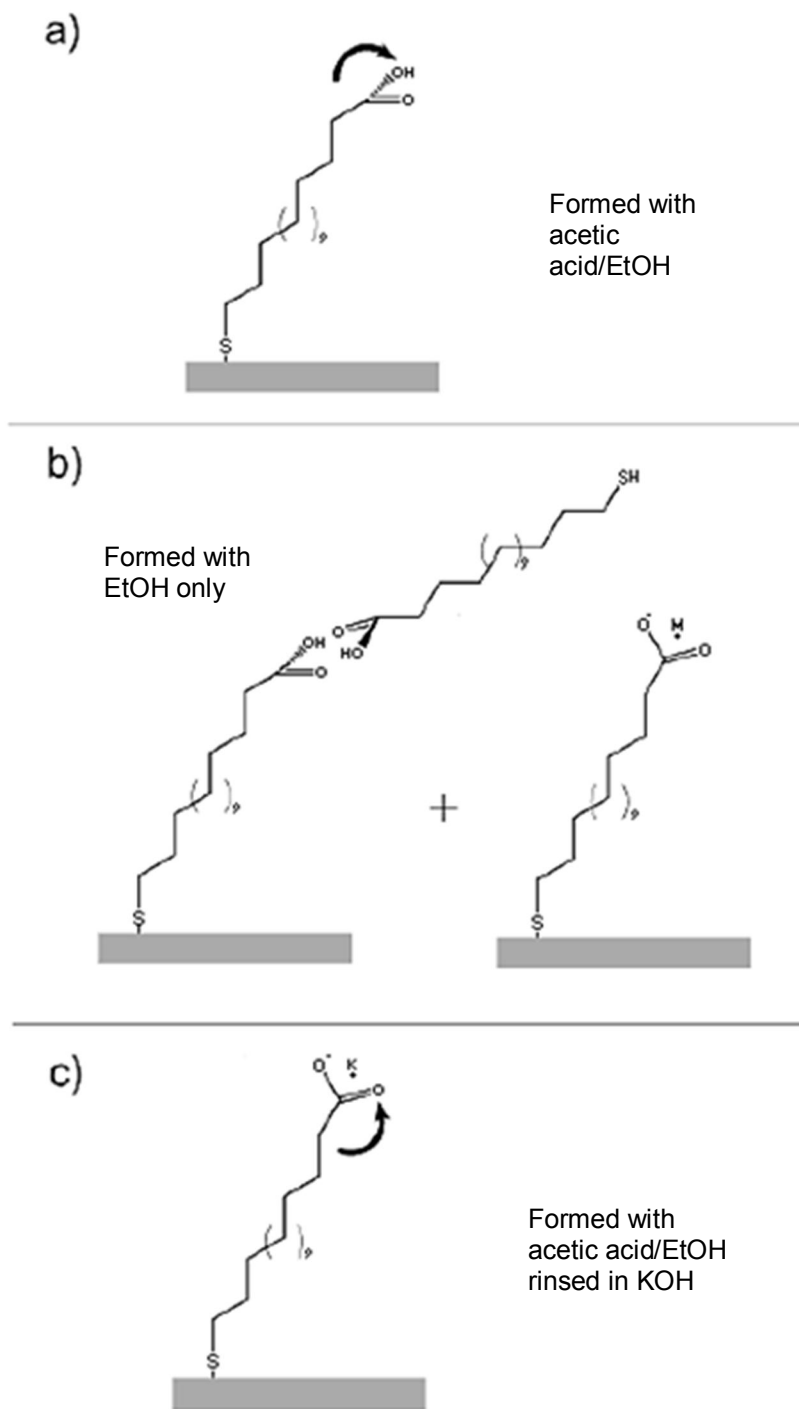 a)
OH
O
Formed with
acetic
acid/EtOH
( )9
S
b)
SH
Formed with
EtOH only
( )9
O
HO
OH
O
O⁻ M⁺
O
( )9
+
( )9
S
S
c)
O⁻ K⁺
O
Formed with
acetic acid/EtOH
rinsed in KOH
( )9
S